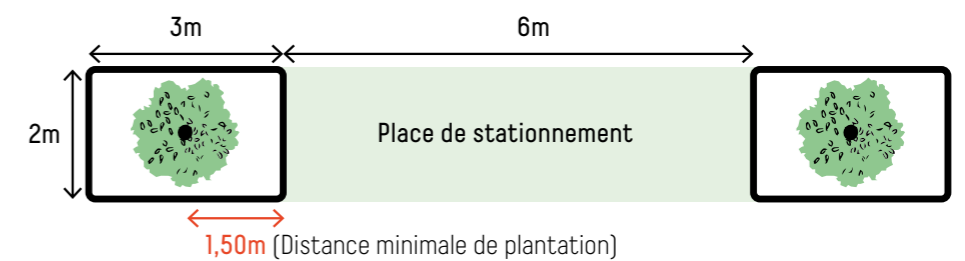 3m
6m
2m
Place de stationnement
1,50m (Distance minimale de plantation)